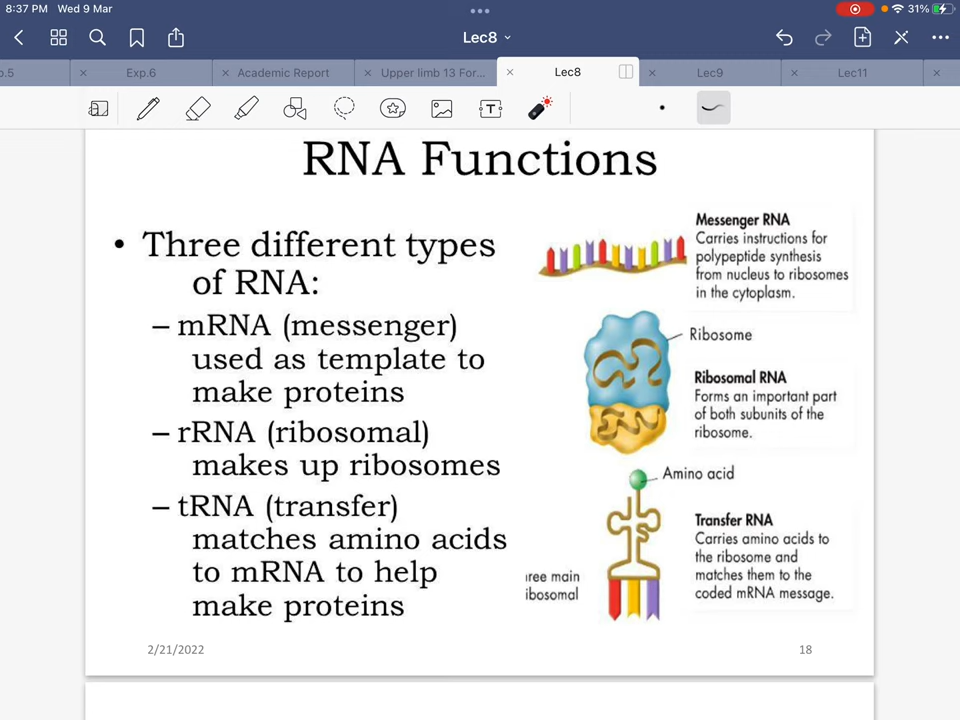 8:37 PM Wed 9 Mar
31%
Lec8
p.5
Exp.6
Academic Report
Upper limb 13 For...
Lec8
Lec9
Lec11
T
RNA Functions
• Three different types
of RNA:
– mRNA (messenger)
used as template to
make proteins
– rRNA (ribosomal)
makes up ribosomes
– tRNA (transfer)
matches amino acids
to mRNA to help
make proteins
Messenger RNA
Carries instructions for
polypeptide synthesis
from nucleus to ribosomes
in the cytoplasm.
Ribosome
Ribosomal RNA
Forms an important part
of both subunits of the
ribosome.
Amino acid
Transfer RNA
Carries amino acids to
the ribosome and
matches them to the
coded mRNA message.
ree main
ibosomal
2/21/2022
18